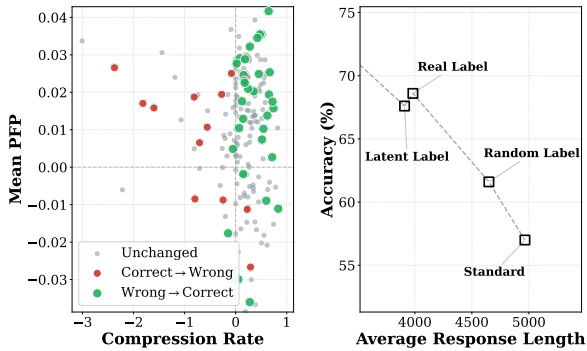 0.04
0.03
0.02
0.01
0.00
−0.01
−0.02
−0.03
Mean PFP
Unchanged
Correct→Wrong
Wrong→Correct
−3
−2
−1
0
1
Compression Rate
75
70
65
60
55
Accuracy (%)
Real Label
Latent Label
Random Label
Standard
4000
4500
5000
Average Response Length